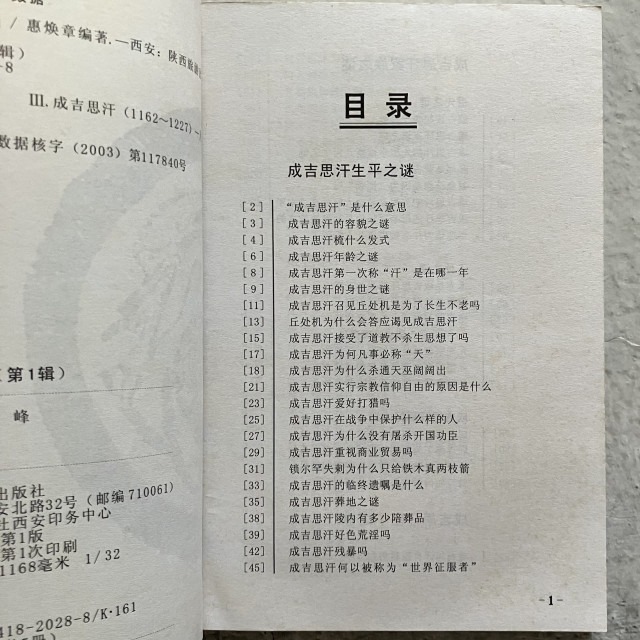 惠焕章编著.—西安:陕西旅游
辑)
-8
Ⅲ.成吉思汗(1162~1227)-
数据核字(2003)第117840号
第1辑)
峰
出版社
安北路32号(邮编 710061)
社西安印务中心
第1版
第1次印刷
1168毫米 1/32
418-2028-8/K·161
目 录
成吉思汗生平之谜
[2] “成吉思汗”是什么意思
[3] 成吉思汗的容貌之谜
[4] 成吉思汗梳什么发式
[6] 成吉思汗年龄之谜
[8] 成吉思汗第一次称“汗”是在哪一年
[9] 成吉思汗的身世之谜
[11] 成吉思汗召见丘处机是为了长生不老吗
[13] 丘处机为什么会答应谒见成吉思汗
[15] 成吉思汗接受了道教不杀生思想了吗
[17] 成吉思汗为何凡事必称“天”
[18] 成吉思汗为什么杀通天巫阔阔出
[21] 成吉思汗实行宗教信仰自由的原因是什么
[23] 成吉思汗爱好打猎吗
[25] 成吉思汗在战争中保护什么样的人
[27] 成吉思汗为什么没有屠杀开国功臣
[29] 成吉思汗重视商业贸易吗
[31] 锁尔罕失剌为什么只给铁木真两枝箭
[33] 成吉思汗的临终遗嘱是什么
[35] 成吉思汗葬地之谜
[38] 成吉思汗陵内有多少陪葬品
[39] 成吉思汗好色荒淫吗
[42] 成吉思汗残暴吗
[45] 成吉思汗何以被称为“世界征服者”
-1-